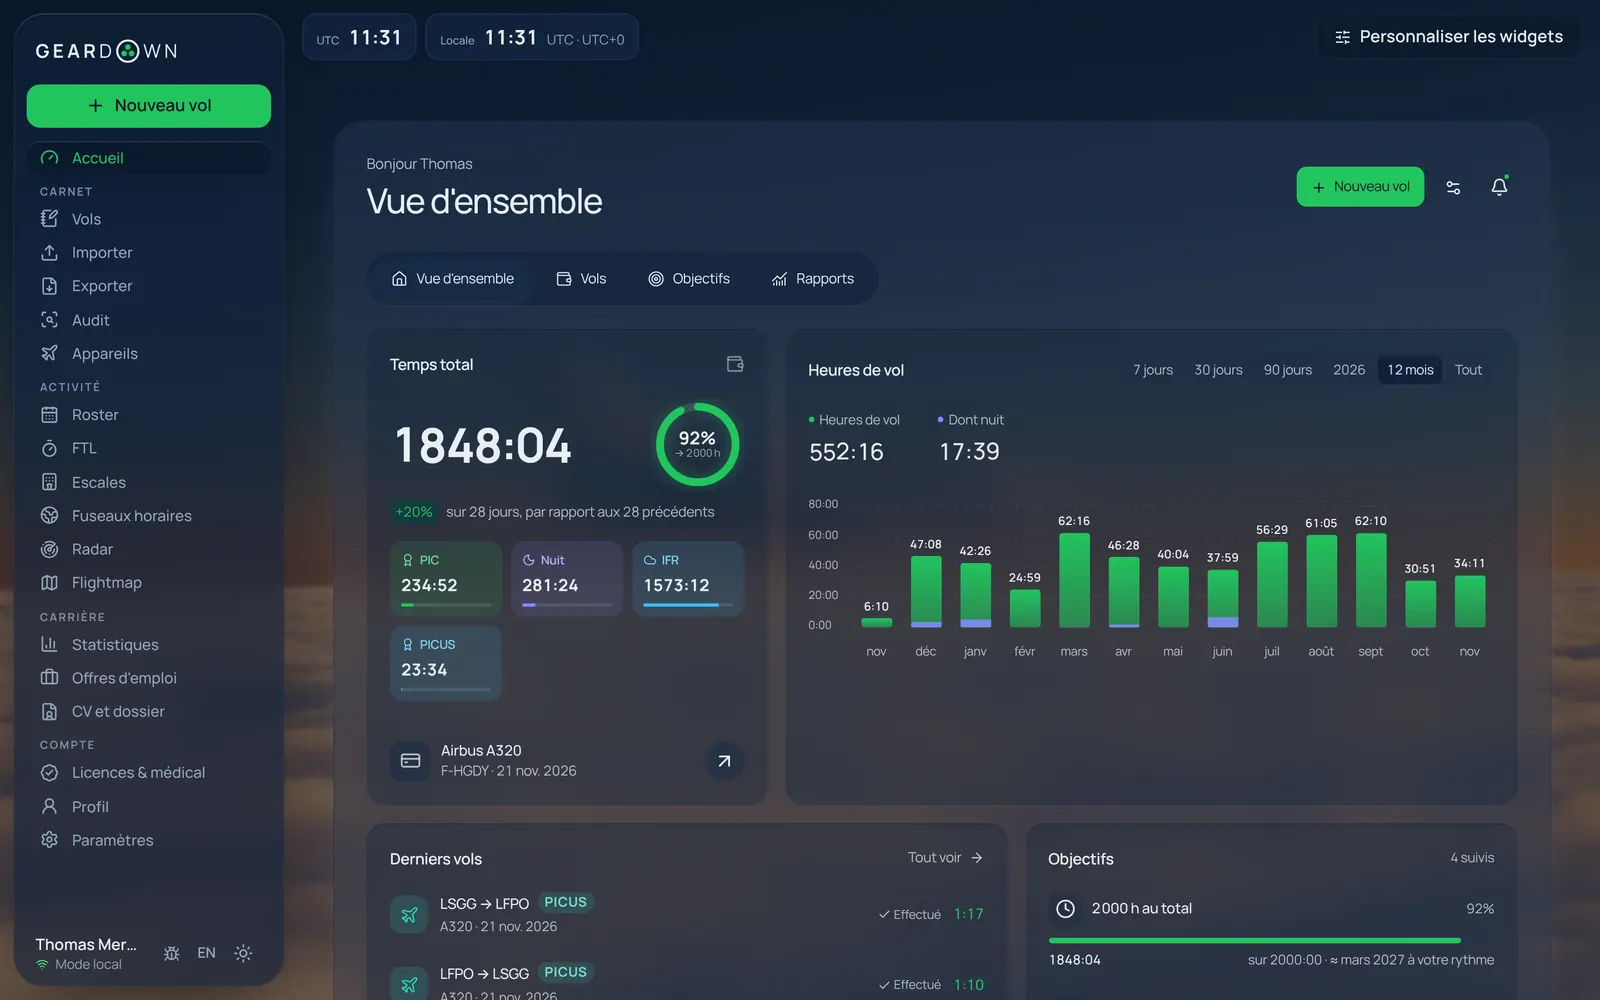 GEARDOWN
UTC 11:31
Locale 11:31 UTC · UTC+0
Personnaliser les widgets
+ Nouveau vol
Accueil
CARNET
Vols
Importer
Exporter
Audit
Appareils
ACTIVITÉ
Roster
FTL
Escales
Fuseaux horaires
Radar
Flightmap
CARRIÈRE
Statistiques
Offres d'emploi
CV et dossier
COMPTE
Licences & médical
Profil
Paramètres
Thomas Mer...
Mode local
EN
Bonjour Thomas
Vue d'ensemble
+ Nouveau vol
Vue d'ensemble
Vols
Objectifs
Rapports
Temps total
1848:04
92%
→ 2000 h
+20% sur 28 jours, par rapport aux 28 précédents
PIC
234:52
Nuit
281:24
IFR
1573:12
PICUS
23:34
Airbus A320
F-HGDY · 21 nov. 2026
Heures de vol
7 jours 30 jours 90 jours 2026 12 mois Tout
Heures de vol
552:16
Dont nuit
17:39
80:00
60:00
40:00
20:00
0:00
6:10 47:08 42:26 24:59 62:16 46:28 40:04 37:59 56:29 61:05 62:10 30:51 34:11
nov déc janv févr mars avr mai juin juil août sept oct nov
Derniers vols
Tout voir →
LSGG → LFPO PICUS
A320 · 21 nov. 2026
Effectué 1:17
LFPO → LSGG PICUS
A320 · 21 nov. 2026
Effectué 1:10
Objectifs
4 suivis
2000 h au total
92%
1848:04
sur 2000:00 · ≈ mars 2027 à votre rythme